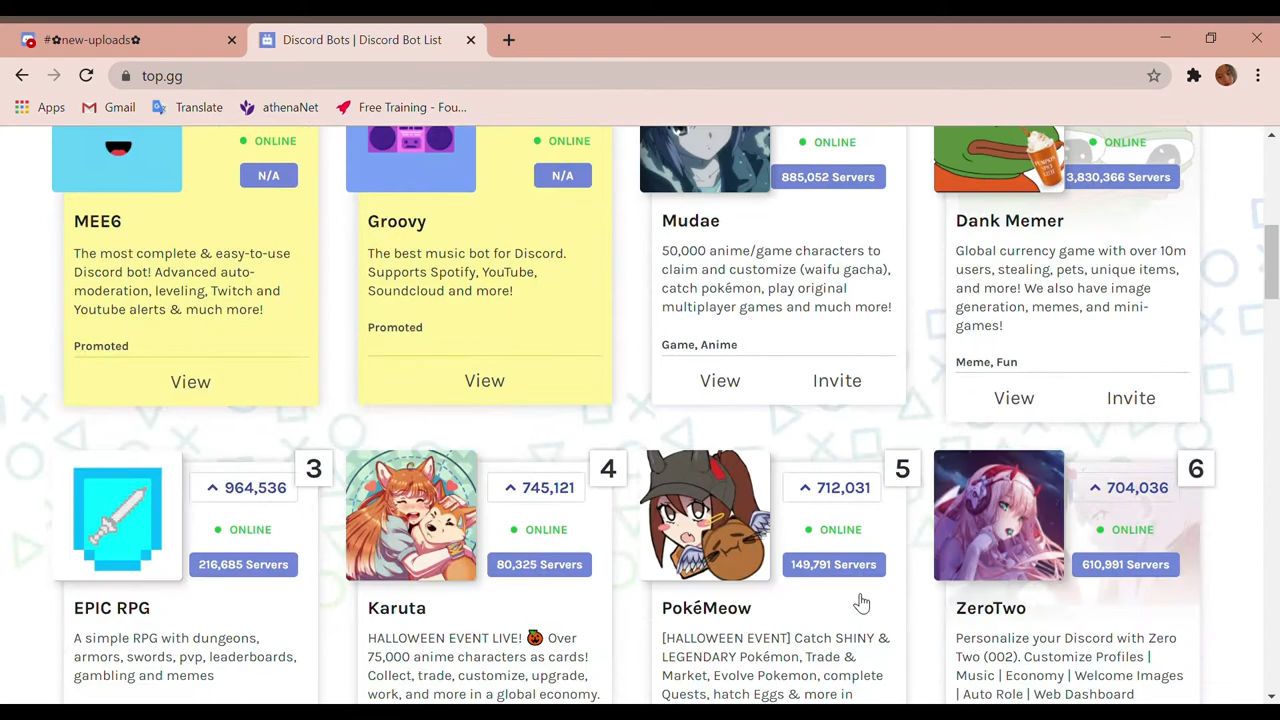 #✿new-uploads✿
Discord Bots | Discord Bot List
top.gg
Apps
Gmail
Translate
athenaNet
Free Training - Fou...
ONLINE
N/A
MEE6
The most complete & easy-to-use
Discord bot! Advanced auto-
moderation, leveling, Twitch and
Youtube alerts & much more!
Promoted
View
ONLINE
N/A
Groovy
The best music bot for Discord.
Supports Spotify, YouTube,
Soundcloud and more!
Promoted
View
ONLINE
885,052 Servers
Mudae
50,000 anime/game characters to
claim and customize (waifu gacha),
catch pokémon, play original
multiplayer games and much more!
Game, Anime
View Invite
PUMPKIN
SPICE
LATTE
ONLINE
3,830,366 Servers
Dank Memer
Global currency game with over 10m
users, stealing, pets, unique items,
and more! We also have image
generation, memes, and mini-
games!
Meme, Fun
View Invite
3
964,536
ONLINE
216,685 Servers
EPIC RPG
A simple RPG with dungeons,
armors, swords, pvp, leaderboards,
gambling and memes
4
745,121
ONLINE
80,325 Servers
Karuta
HALLOWEEN EVENT LIVE! 🎃 Over
75,000 anime characters as cards!
Collect, trade, customize, upgrade,
work, and more in a global economy.
5
712,031
ONLINE
149,791 Servers
PokéMeow
[HALLOWEEN EVENT] Catch SHINY &
LEGENDARY Pokémon, Trade &
Market, Evolve Pokemon, complete
Quests, hatch Eggs & more in
6
704,036
ONLINE
610,991 Servers
ZeroTwo
Personalize your Discord with Zero
Two (002). Customize Profiles |
Music | Economy | Welcome Images
| Auto Role | Web Dashboard